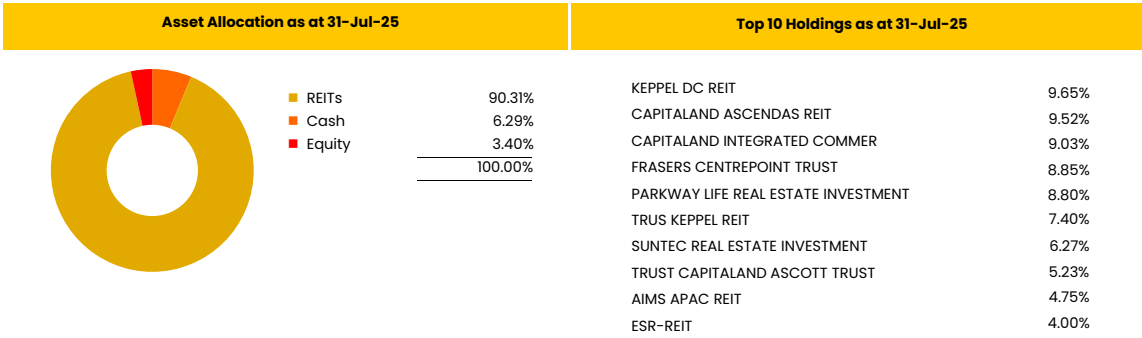 Asset Allocation as at 31-Jul-25
REITs 90.31%
Cash 6.29%
Equity 3.40%
100.00%
Top 10 Holdings as at 31-Jul-25
KEPPEL DC REIT 9.65%
CAPITALAND ASCENDAS REIT 9.52%
CAPITALAND INTEGRATED COMMER 9.03%
FRASERS CENTREPOINT TRUST 8.85%
PARKWAY LIFE REAL ESTATE INVESTMENT 8.80%
TRUS KEPPEL REIT 7.40%
SUNTEC REAL ESTATE INVESTMENT 6.27%
TRUST CAPITALAND ASCOTT TRUST 5.23%
AIMS APAC REIT 4.75%
ESR-REIT 4.00%